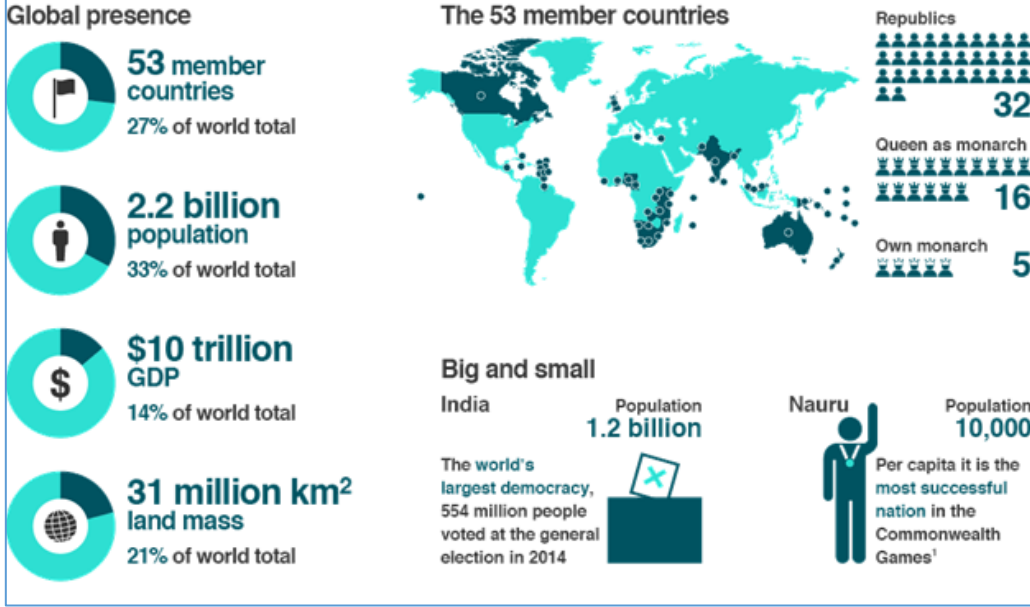 Global presence
53 member
countries
27% of world total
2.2 billion
population
33% of world total
$
$10 trillion
GDP
14% of world total
31 million km²
land mass
21% of world total
The 53 member countries
Republics
32
Queen as monarch
16
Own monarch
5
Big and small
India
Population
1.2 billion
The world's
largest democracy,
554 million people
voted at the general
election in 2014
Nauru
Population
10,000
Per capita it is the
most successful
nation in the
Commonwealth
Games¹